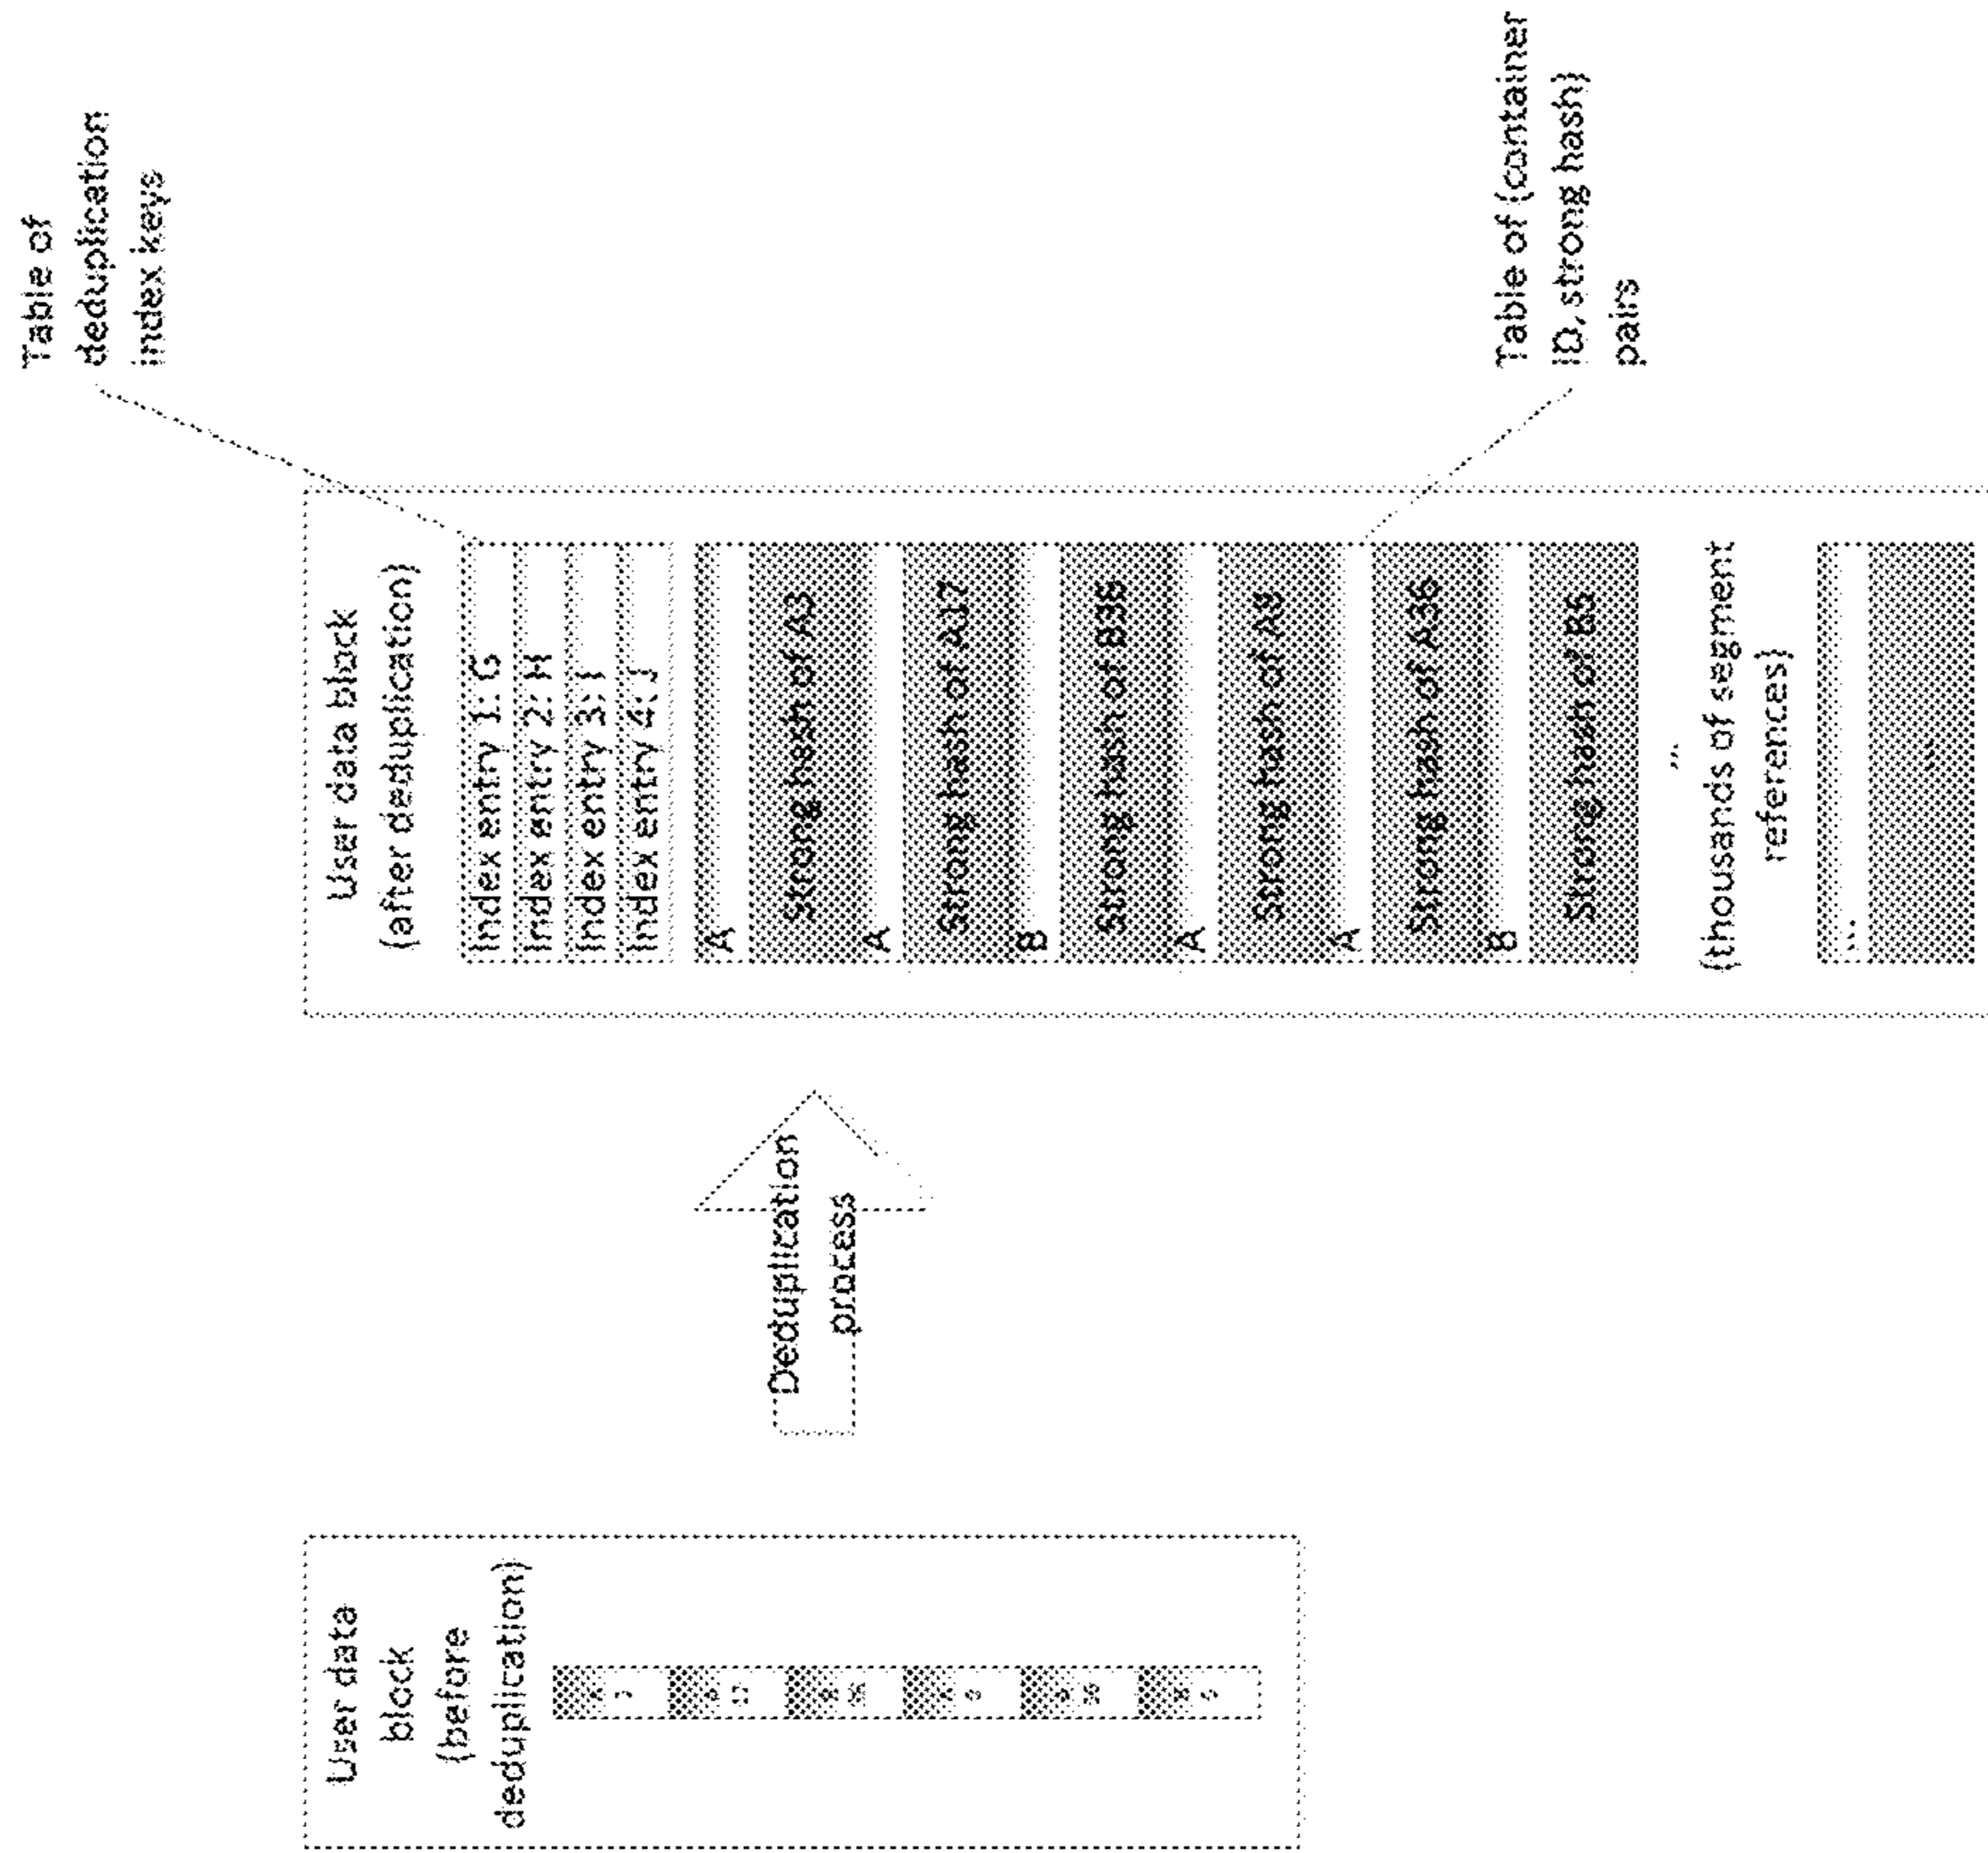 User data
block
(before
deduplication)
Deduplication
process
User data block
(after deduplication)
Index entry 1: G
Index entry 2: H
Index entry 3: I
Index entry 4: J
A
Strong hash of A3
A
Strong hash of A17
B
Strong hash of B38
A
Strong hash of A9
A
Strong hash of A36
B
Strong hash of B5
...
(thousands of segment
references)
...
...
Table of
deduplication
index keys
Table of (container
ID, strong hash)
pairs